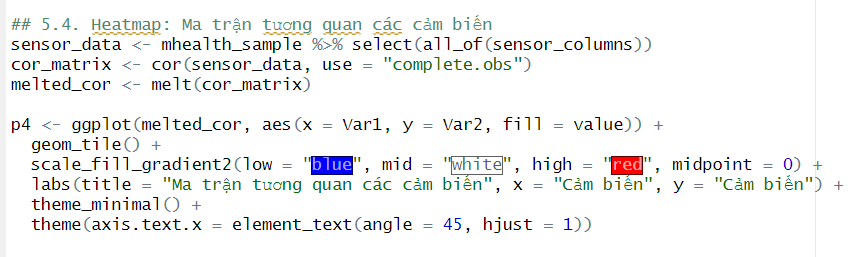 ## 5.4. Heatmap: Ma trận tương quan các cảm biến
sensor_data <- mhealth_sample %>% select(all_of(sensor_columns))
cor_matrix <- cor(sensor_data, use = "complete.obs")
melted_cor <- melt(cor_matrix)
p4 <- ggplot(melted_cor, aes(x = Var1, y = Var2, fill = value)) +
  geom_tile() +
  scale_fill_gradient2(low = "blue", mid = "white", high = "red", midpoint = 0) +
  labs(title = "Ma trận tương quan các cảm biến", x = "Cảm biến", y = "Cảm biến") +
  theme_minimal() +
  theme(axis.text.x = element_text(angle = 45, hjust = 1))